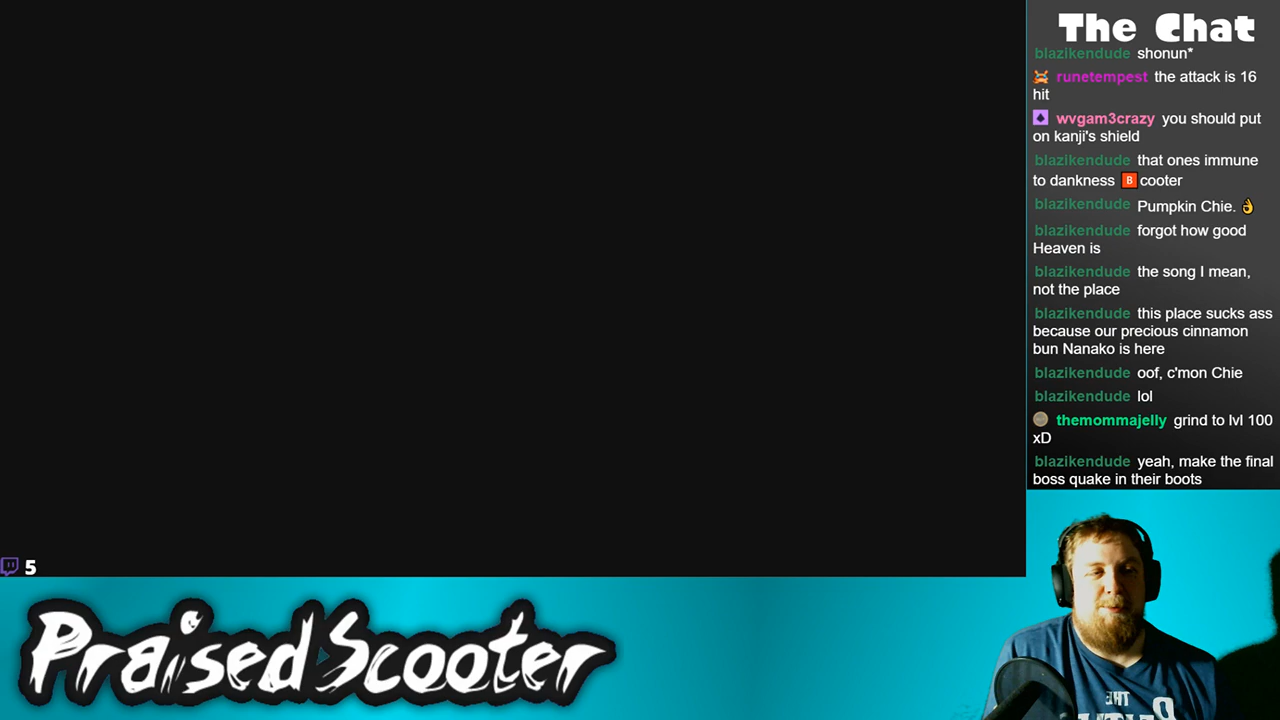 The Chat
blazikendude shonun*
runetempest the attack is 16
hit
wvgam3crazy you should put
on kanji's shield
blazikendude that ones immune
to dankness B cooter
blazikendude Pumpkin Chie. 👌
blazikendude forgot how good
Heaven is
blazikendude the song I mean,
not the place
blazikendude this place sucks ass
because our precious cinnamon
bun Nanako is here
blazikendude oof, c'mon Chie
blazikendude lol
themommajelly grind to lvl 100
xD
blazikendude yeah, make the final
boss quake in their boots
5
PraisedScooter
THE